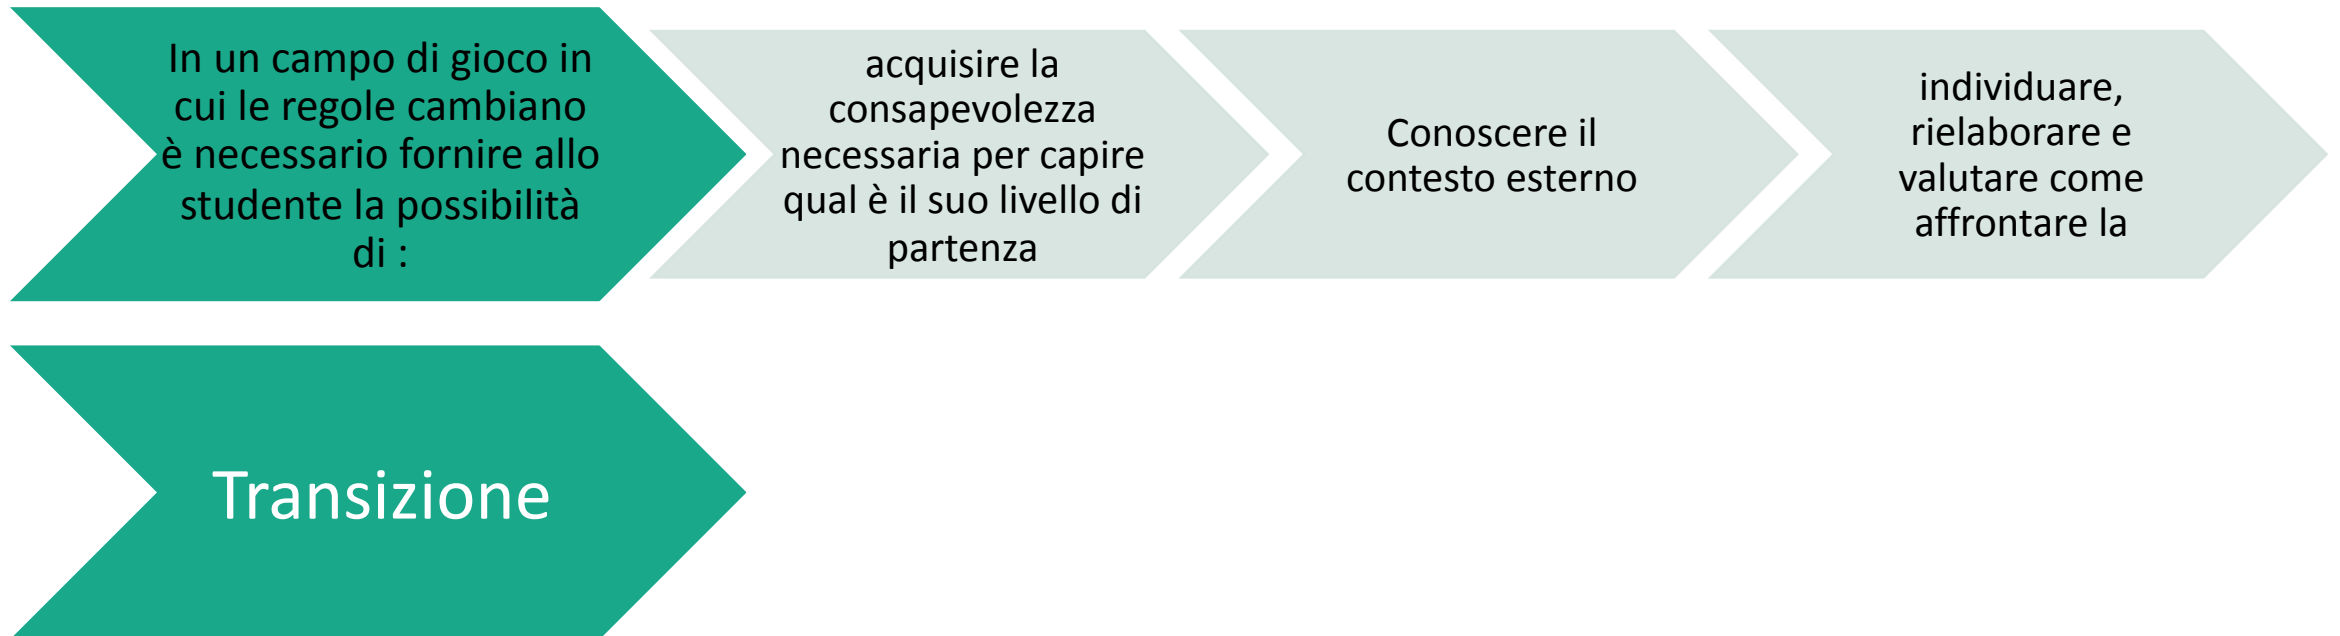 In un campo di gioco in
cui le regole cambiano
è necessario fornire allo
studente la possibilità
di :
acquisire la
consapevolezza
necessaria per capire
qual è il suo livello di
partenza
Conoscere il
contesto esterno
individuare,
rielaborare e
valutare come
affrontare la
Transizione